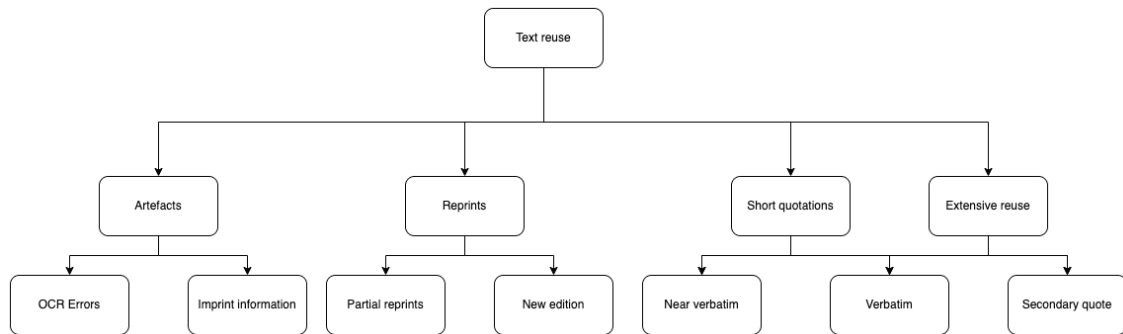 Text reuse
Artefacts
Reprints
Short quotations
Extensive reuse
OCR Errors
Imprint information
Partial reprints
New edition
Near verbatim
Verbatim
Secondary quote